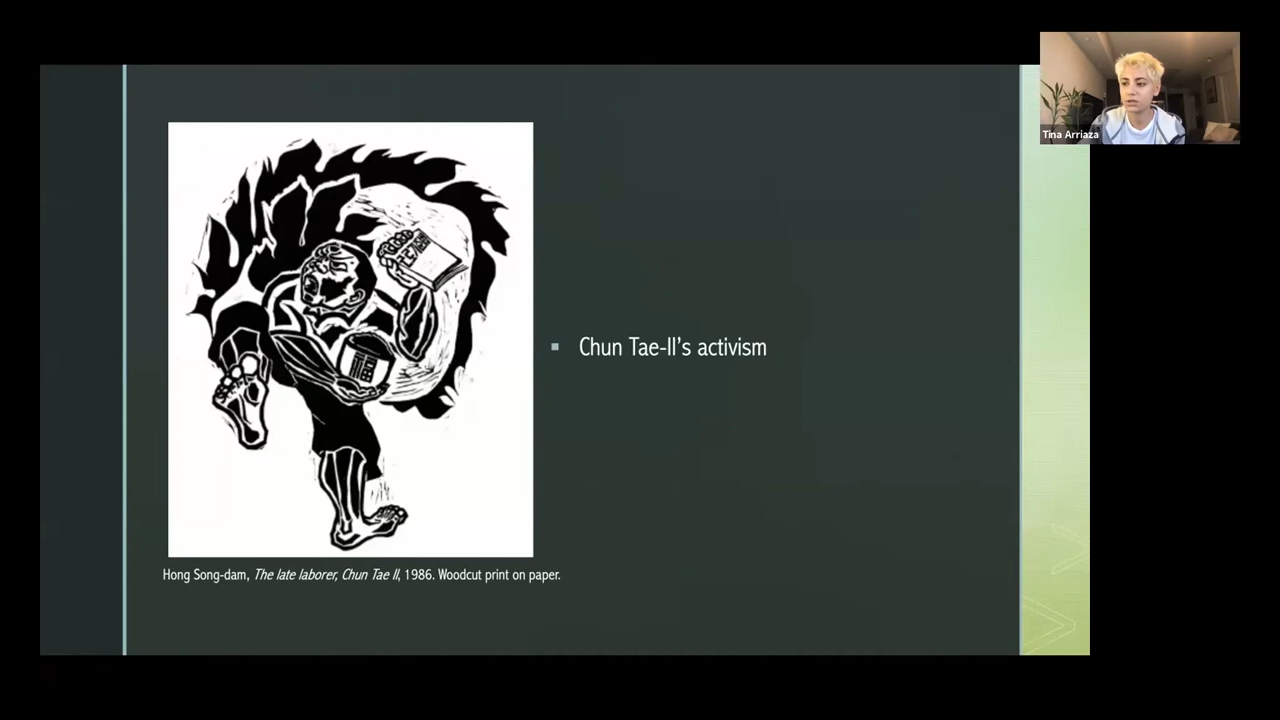 Tina Arriaza
福
Chun Tae-Il’s activism
Hong Song-dam, The late laborer, Chun Tae Il, 1986. Woodcut print on paper.